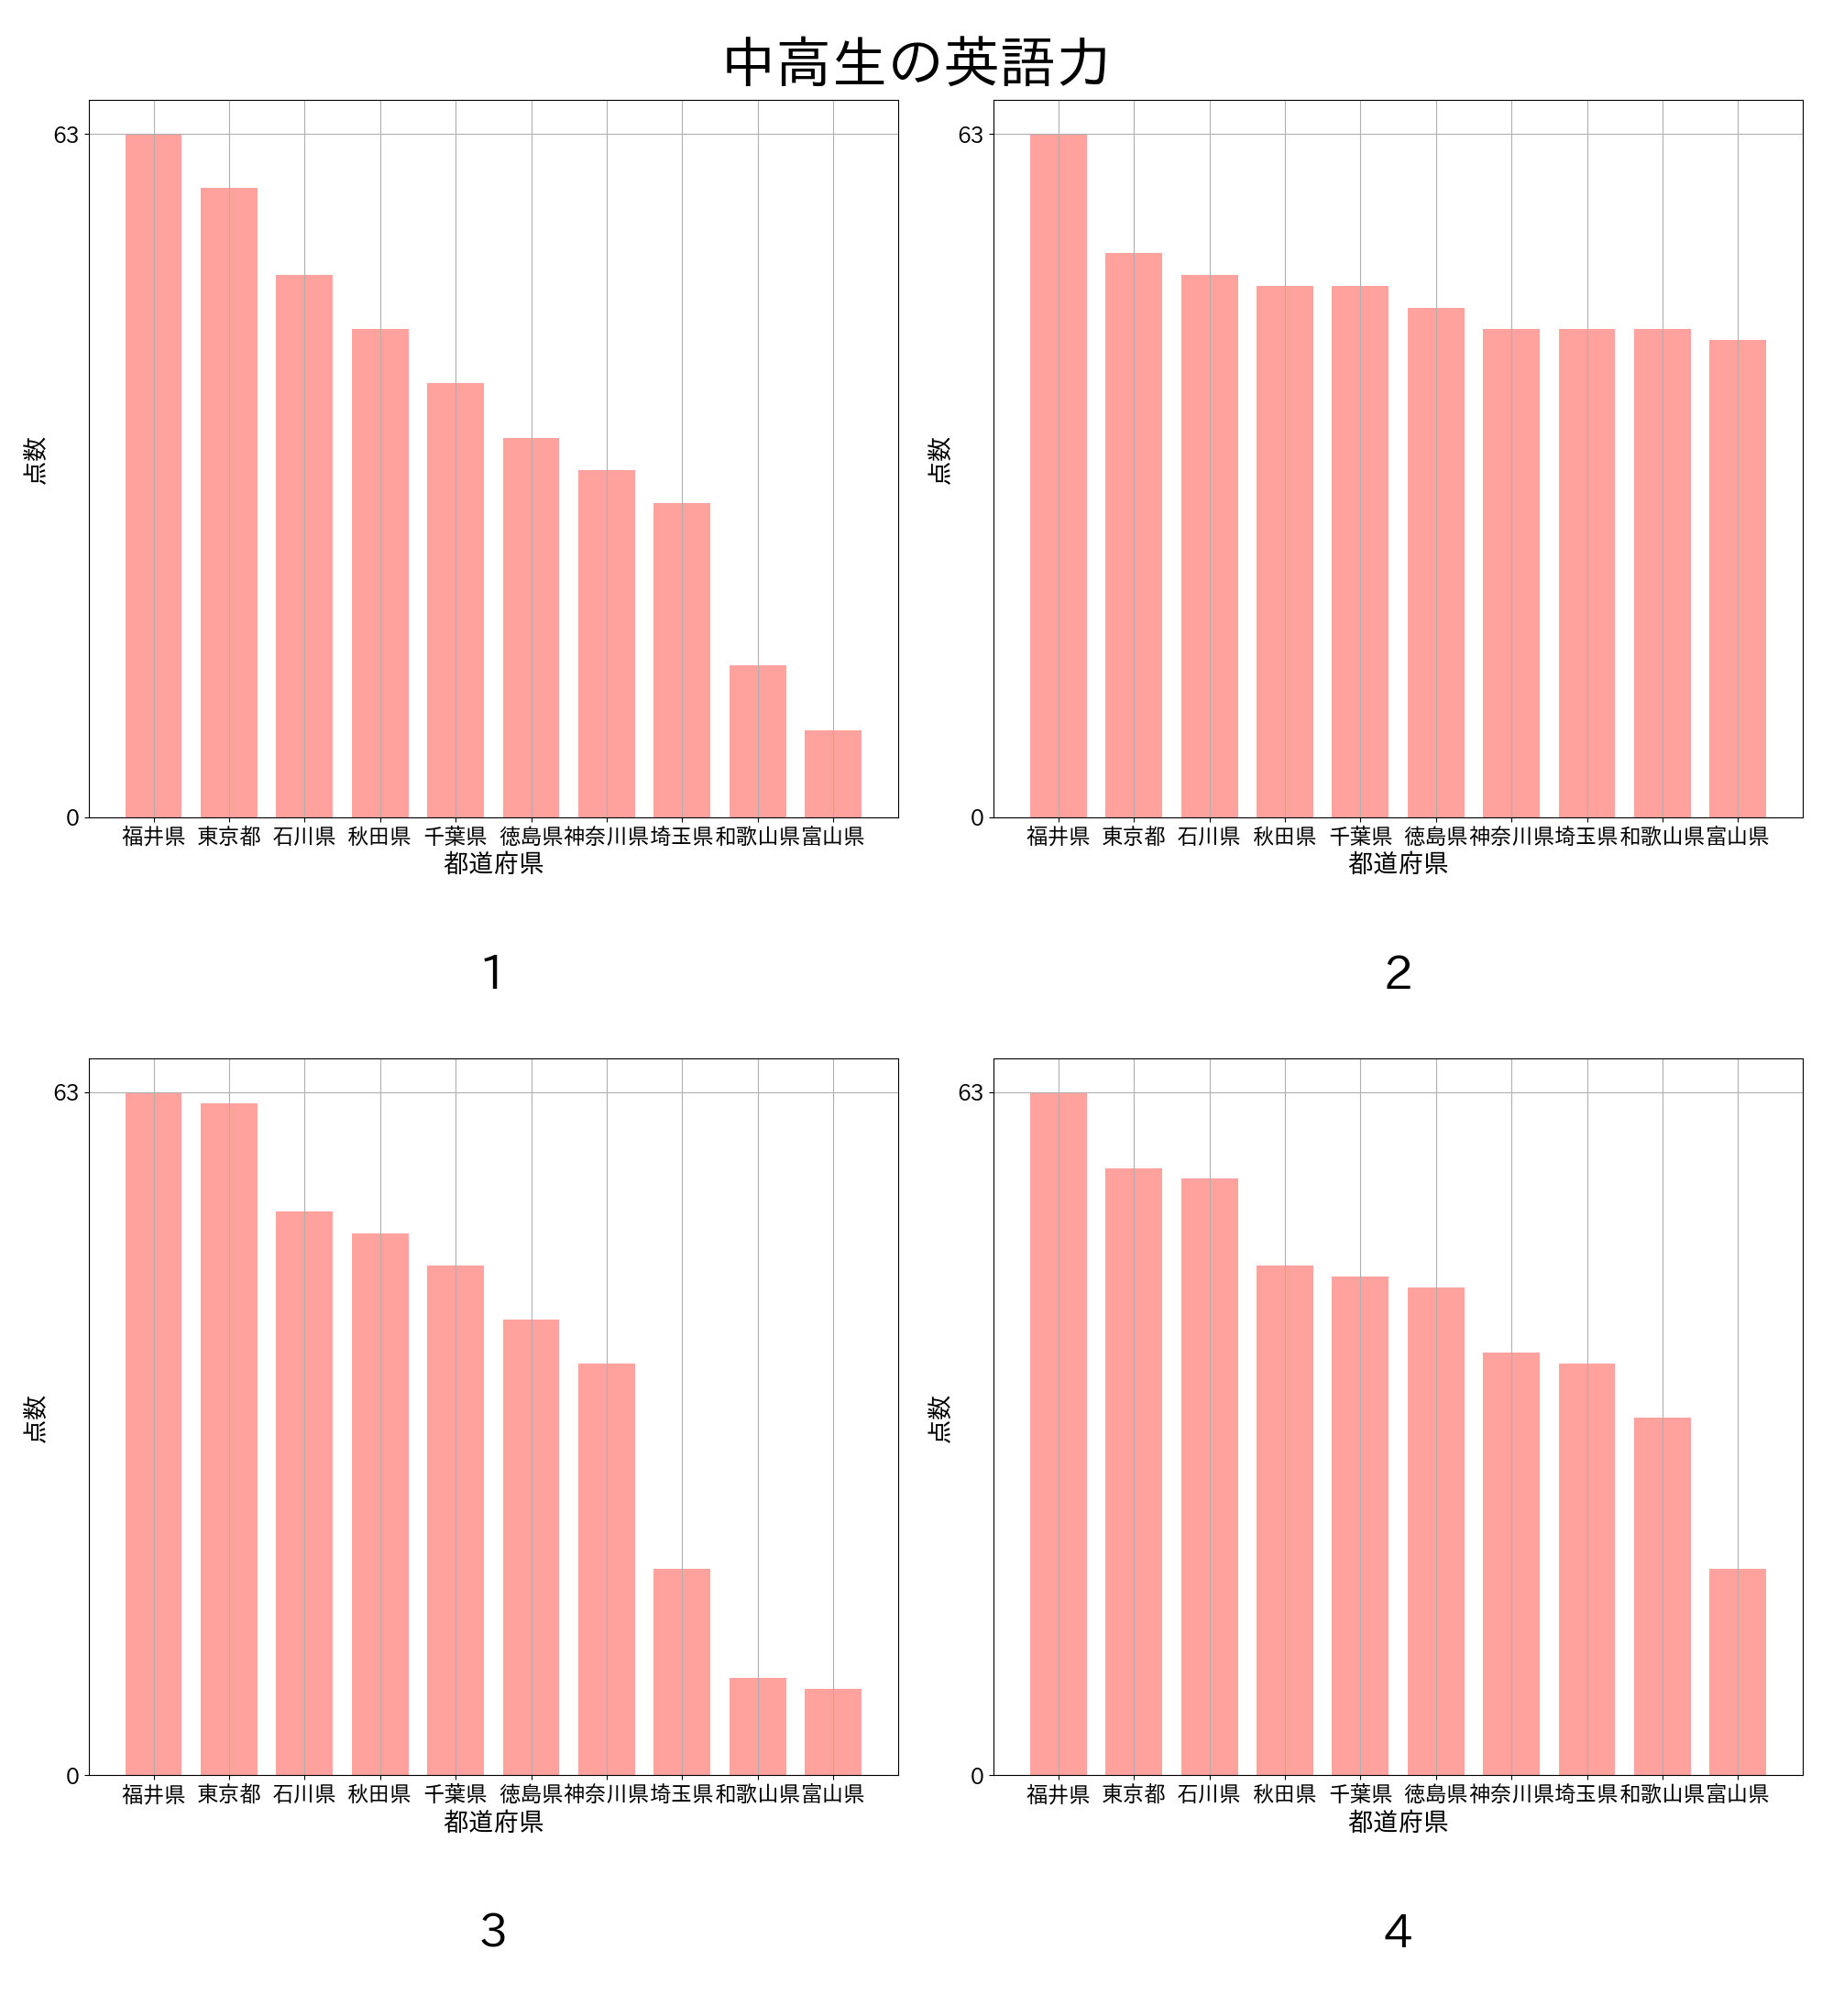 中高生の英語力
63
点数
0
福井県 東京都 石川県 秋田県 千葉県 徳島県 神奈川県 埼玉県 和歌山県 富山県
都道府県
1
63
点数
0
福井県 東京都 石川県 秋田県 千葉県 徳島県 神奈川県 埼玉県 和歌山県 富山県
都道府県
2
63
点数
0
福井県 東京都 石川県 秋田県 千葉県 徳島県 神奈川県 埼玉県 和歌山県 富山県
都道府県
3
63
点数
0
福井県 東京都 石川県 秋田県 千葉県 徳島県 神奈川県 埼玉県 和歌山県 富山県
都道府県
4